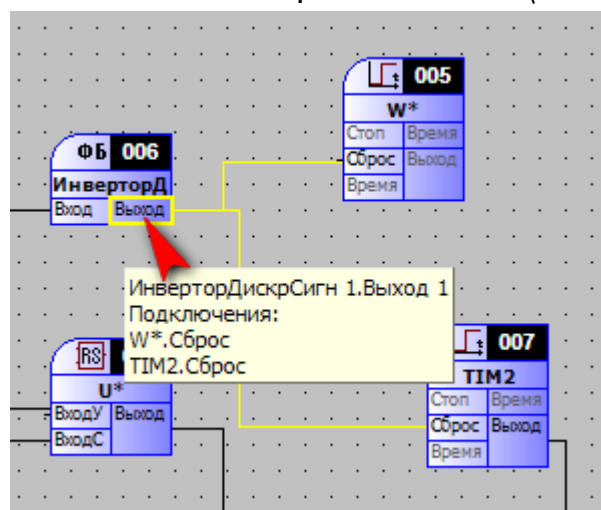 005
W*
Стоп Время
Сброс Выход
Время
ФБ 006
ИнверторД
Вход Выход
ИнверторДискрСигн 1.Выход 1
Подключения:
W*.Сброс
TIM2.Сброс
RS
U*
ВходУ Выход
ВходС
007
TIM2
Стоп Время
Сброс Выход
Время